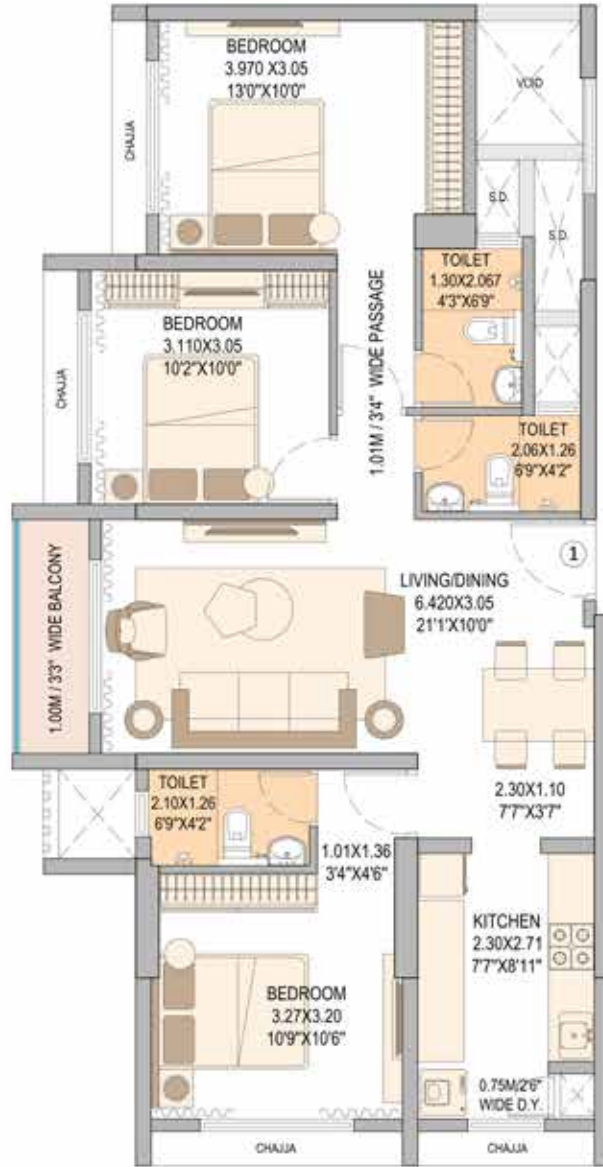 BEDROOM
3.970 X3.05
13'0"X10'0"
VOID
CHAJJA
S.D.
S.D.
TOILET
1.30X2.067
4'3"X6'9"
1.01M / 3'4" WIDE PASSAGE
BEDROOM
3.110X3.05
10'2"X10'0"
CHAJJA
TOILET
2.06X1.26
6'9"X4'2"
1
LIVING/DINING
6.420X3.05
21'1'X10'0"
1.00M / 3'3" WIDE BALCONY
TOILET
2.10X1.26
6'9"X4'2"
2.30X1.10
7'7"X3'7"
1.01X1.36
3'4"X4'6"
KITCHEN
2.30X2.71
7'7"X8'11"
BEDROOM
3.27X3.20
10'9"X10'6"
0.75M/2'6"
WIDE D.Y.
CHAJJA
CHAJJA